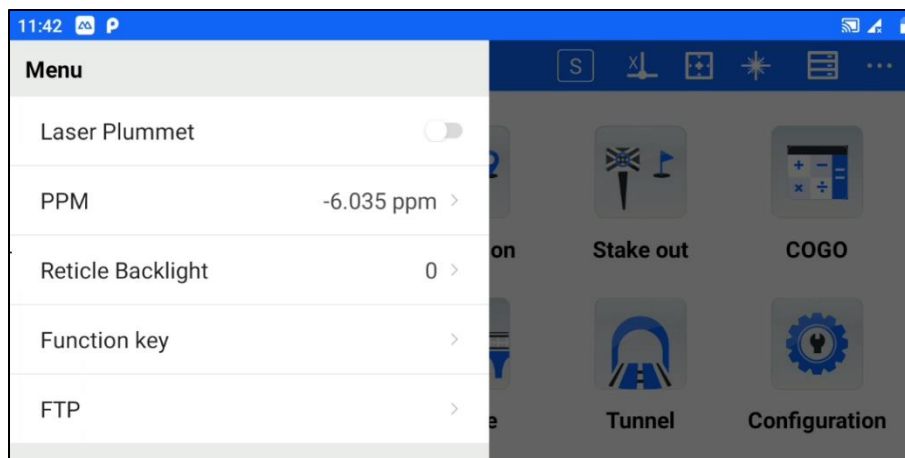 11:42
Menu
S
X
Laser Plummet
PPM -6.035 ppm
Reticle Backlight 0
on Stake out COGO
Function key
FTP
e Tunnel Configuration